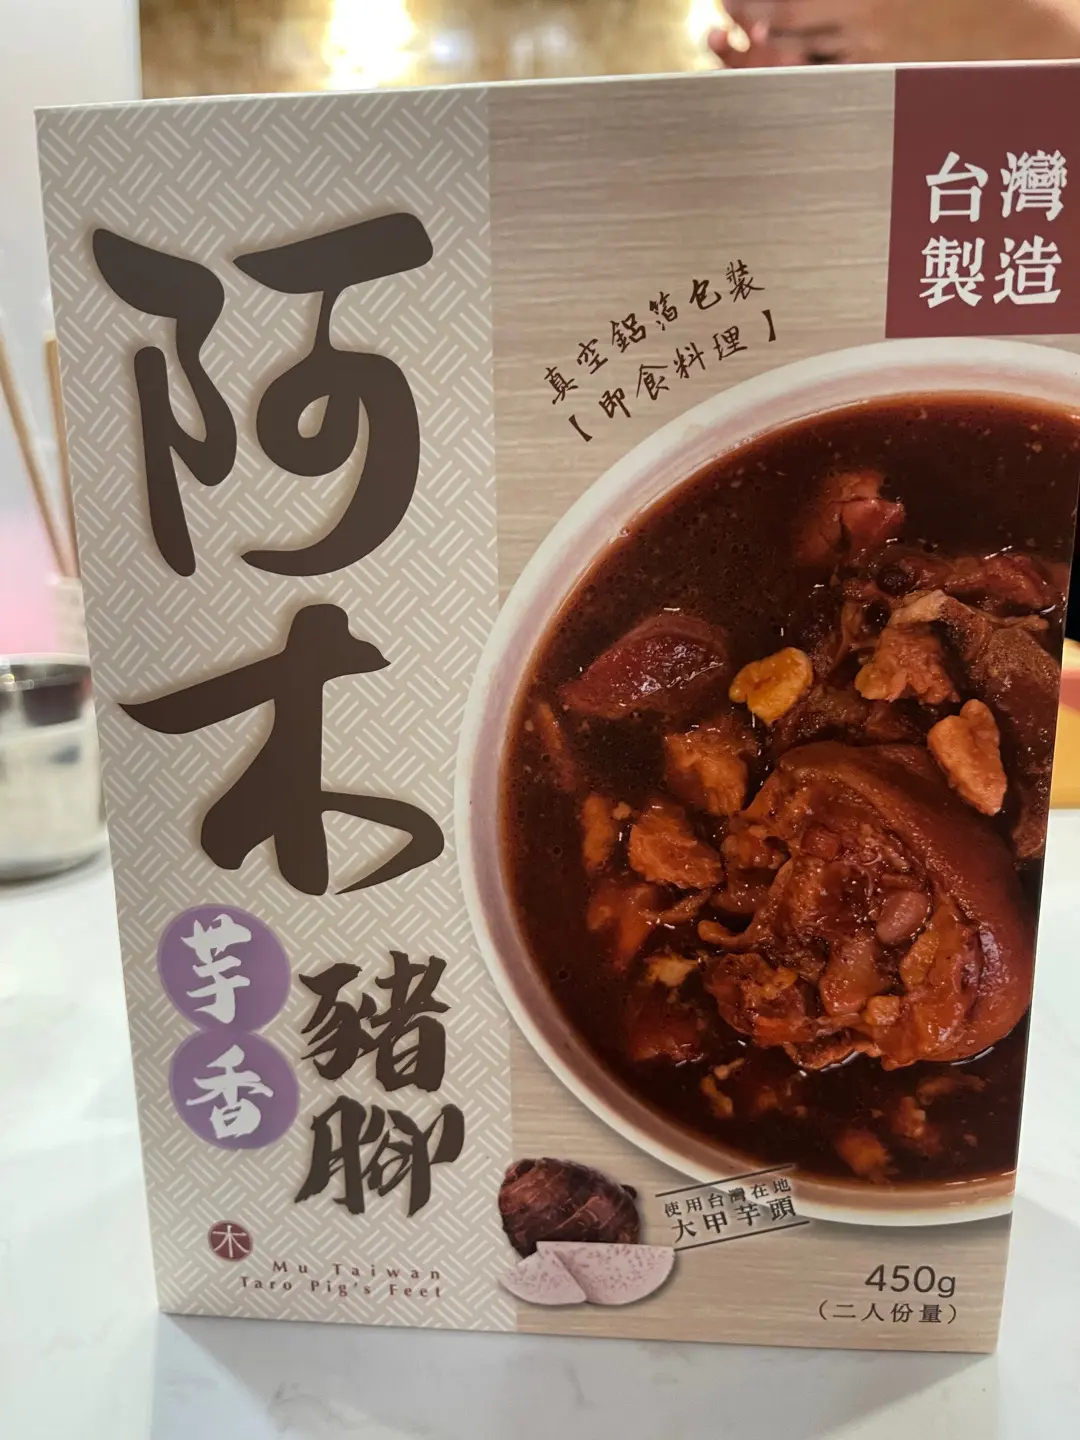 台灣
製造
真空鋁箔包裝
【即食料理】
阿木
芋香
豬腳
木
Mu Taiwan
Taro Pig's Feet
使用台灣在地
大甲芋頭
450g
(二人份量)